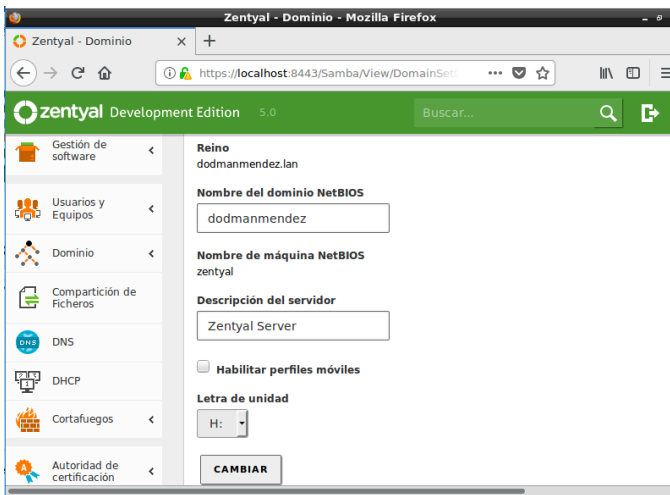 Zentyal - Dominio - Mozilla Firefox
Zentyal - Dominio
https://localhost:8443/Samba/View/DomainSet
zentyal Development Edition 5.0
Buscar...
Gestión de
software
Usuarios y
Equipos
Dominio
Compartición de
Ficheros
DNS
DNS
DHCP
Cortafuegos
A
Autoridad de
certificación
Reino
dodmanmendez.lan
Nombre del dominio NetBIOS
dodmanmendez
Nombre de máquina NetBIOS
zentyal
Descripción del servidor
Zentyal Server
Habilitar perfiles móviles
Letra de unidad
H:
CAMBIAR